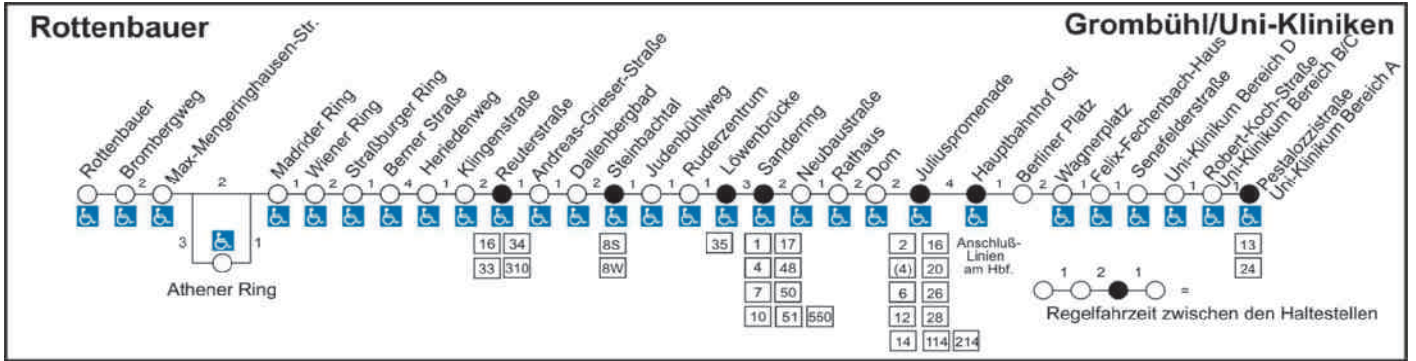 Rottenbauer
Grombühl/Uni-Kliniken
Rottenbauer
Brombergweg
Max-Mengeringhausen-Str.
Madrider Ring
Wiener Ring
Straßburger Ring
Berner Straße
Heriedenweg
Klingenstraße
Reuterstraße
Andreas-Grieser-Straße
Dallenbergbad
Steinbachtal
Judenbühlweg
Ruderzentrum
Löwenbrücke
Sanderring
Neubaustraße
Rathaus
Dom
Juliuspromenade
Hauptbahnhof Ost
Berliner Platz
Wagnerplatz
Felix-Fechenbach-Haus
Senefelderstraße
Uni-Klinikum Bereich D
Robert-Koch-Straße
Uni-Klinikum Bereich B/C
Pestalozzistraße
Uni-Klinikum Bereich A
1 2 2 1 2 1 1 4 1 1 2 1 1 2 1 1 1 3 2 1 2 2 4 1 2 1 1 1 1 1
3 1
Athener Ring
16 34
33 310
8S
8W
35
1 17
4 48
7 50
10 51 550
2 16
(4) 20
6 26
12 28
14 114 214
Anschluß-
Linien
am Hbf.
13
24
1 2 1
=
Regelfahrzeit zwischen den Haltestellen